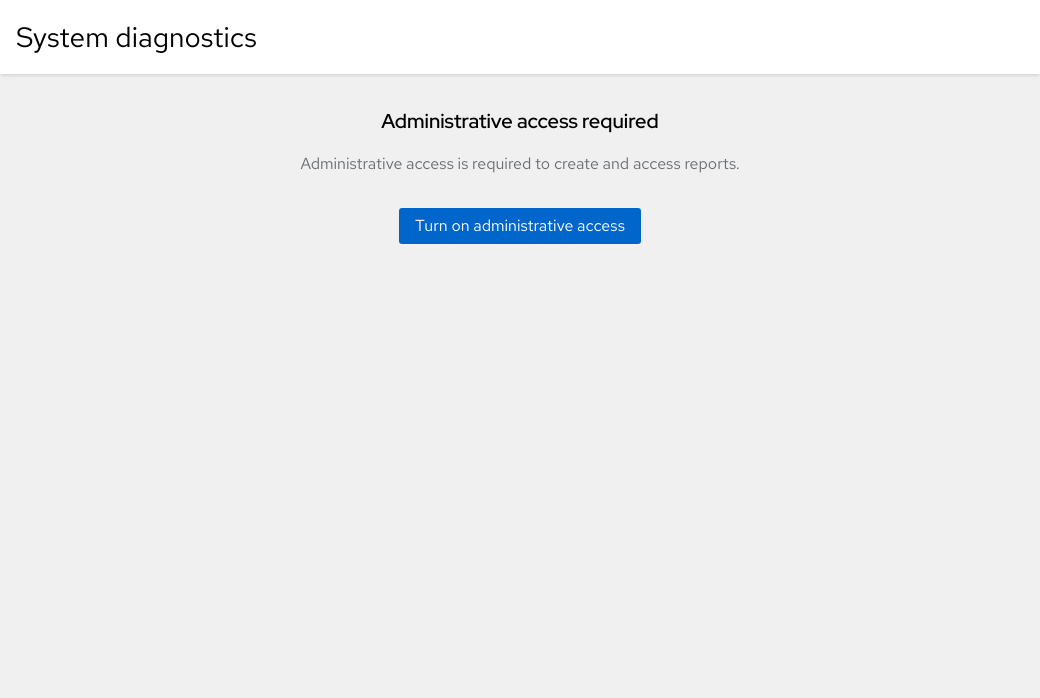 System diagnostics
Administrative access required
Administrative access is required to create and access reports.
Turn on administrative access